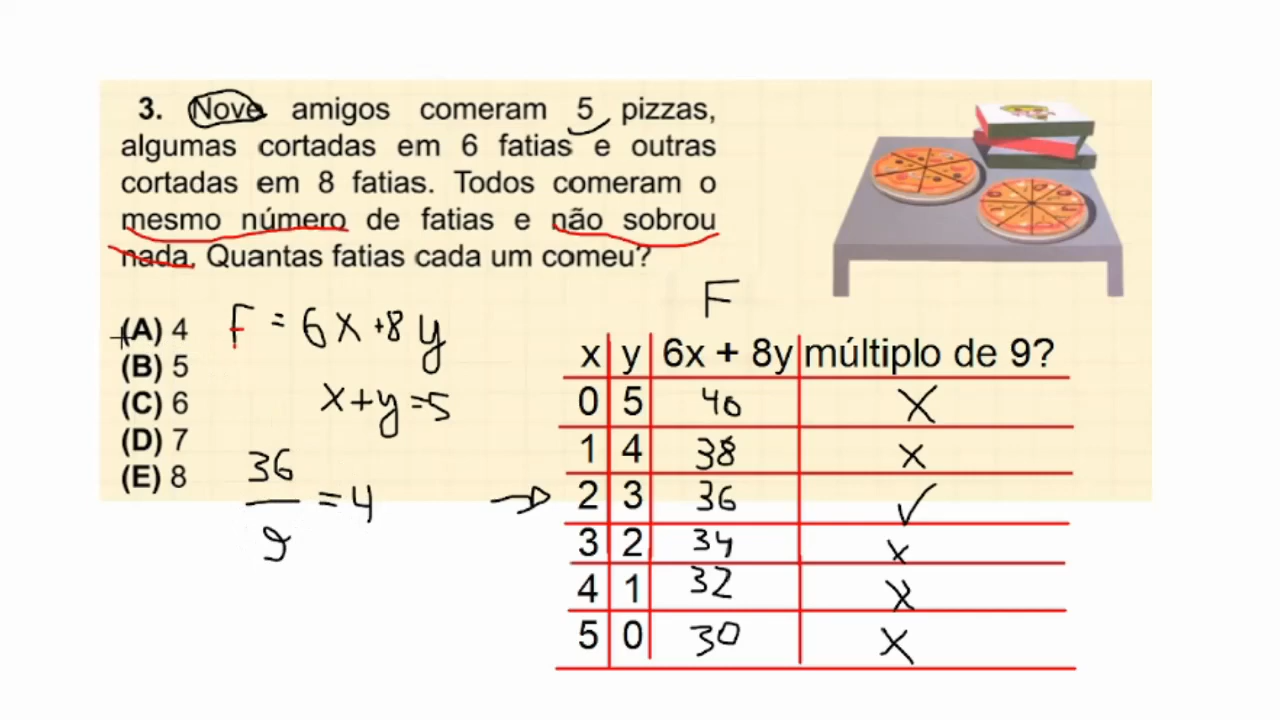 3. Nove amigos comeram 5 pizzas,
algumas cortadas em 6 fatias e outras
cortadas em 8 fatias. Todos comeram o
mesmo número de fatias e não sobrou
nada. Quantas fatias cada um comeu?
(A) 4
(B) 5
(C) 6
(D) 7
(E) 8
F = 6x + 8y
x + y = 5
36
9
= 4
F
x y 6x + 8y múltiplo de 9?
0 5 40 X
1 4 38 X
2 3 36 ✓
3 2 34 X
4 1 32 X
5 0 30 X